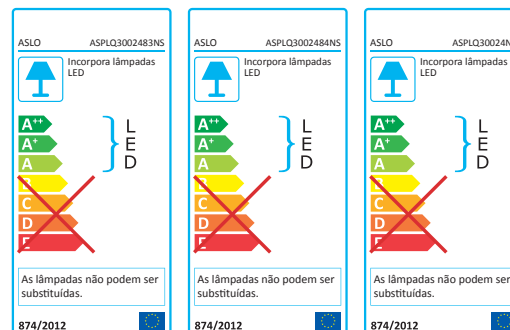 ASLO ASPLQ3002483NS
Incorpora lâmpadas
LED
A++
A+
A
B
C
D
E
L
E
D
As lâmpadas não podem ser
substituídas.
874/2012
ASLO ASPLQ3002484NS
Incorpora lâmpadas
LED
A++
A+
A
B
C
D
E
L
E
D
As lâmpadas não podem ser
substituídas.
874/2012
ASLO ASPLQ30024N
Incorpora lâmpadas
LED
A++
A+
A
B
C
D
E
L
E
D
As lâmpadas não podem ser
substituídas.
874/2012